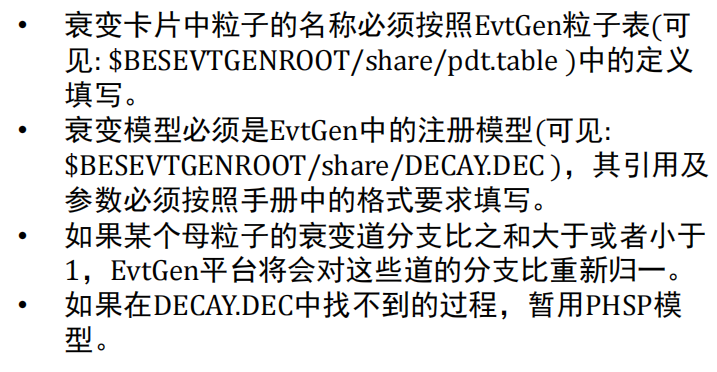 • 衰变卡片中粒子的名称必须按照EvtGen粒子表(可
见: $BESEVTGENROOT/share/pdt.table )中的定义
填写。
• 衰变模型必须是EvtGen中的注册模型(可见:
$BESEVTGENROOT/share/DECAY.DEC )，其引用及
参数必须按照手册中的格式要求填写。
• 如果某个母粒子的衰变道分支比之和大于或者小于
1，EvtGen平台将会对这些道的分支比重新归一。
• 如果在DECAY.DEC中找不到的过程，暂用PHSP模
型。